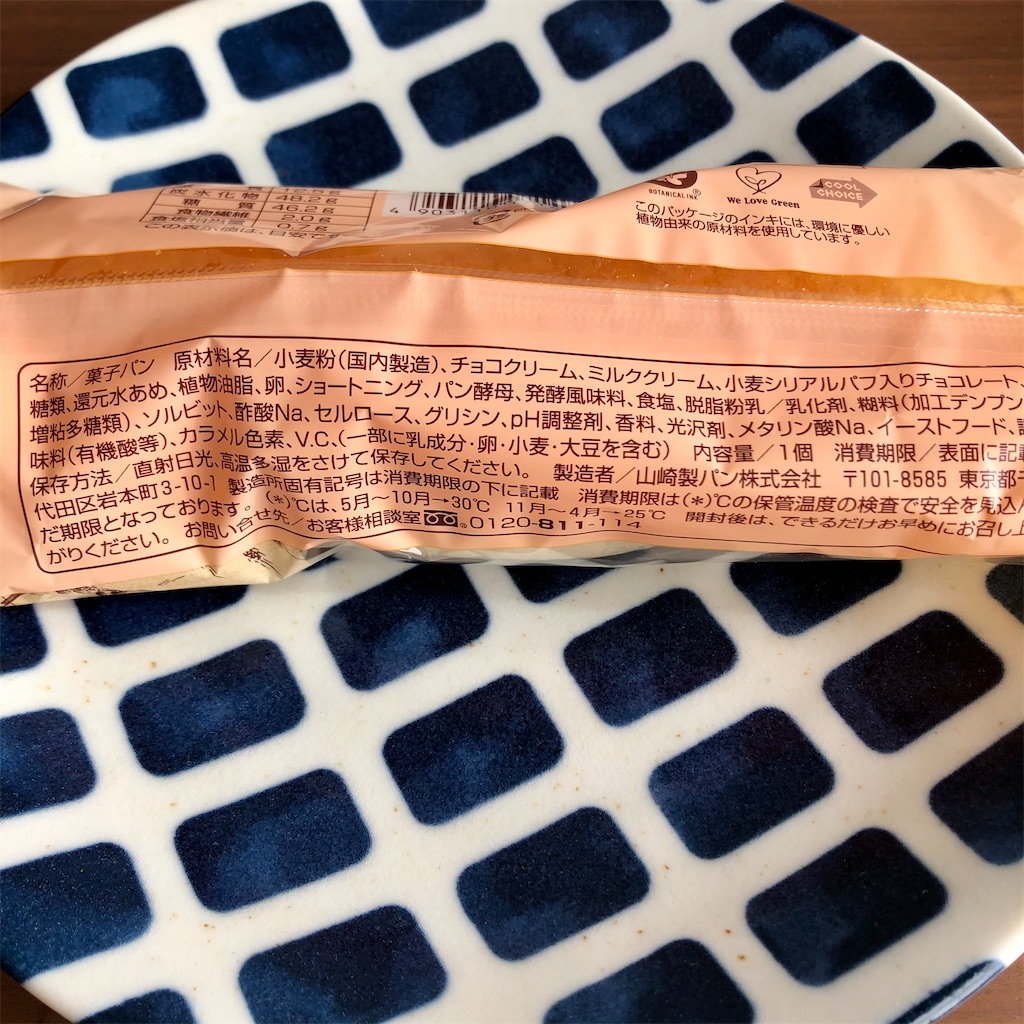 炭水化物 48.2g
糖質
食物繊維 2.0g
食塩相当量 0.7g
この表示値は、
4 903
BOTANICAL INK®
We Love Green
COOL CHOICE
このパッケージのインキには、環境に優しい
植物由来の原材料を使用しています。
名称/菓子パン 原材料名/小麦粉(国内製造)、チョコクリーム、ミルククリーム、小麦シリアルパフ入りチョコレート、
糖類、還元水あめ、植物油脂、卵、ショートニング、パン酵母、発酵風味料、食塩、脱脂粉乳/乳化剤、糊料(加工デンプン
増粘多糖類)、ソルビット、酢酸Na、セルロース、グリシン、pH調整剤、香料、光沢剤、メタリン酸Na、イーストフード、
味料(有機酸等)、カラメル色素、V.C、(一部に乳成分・卵・小麦・大豆を含む) 内容量/1個 消費期限/表面に記
保存方法/直射日光、高温多湿をさけて保存してください。 製造者/山崎製パン株式会社 〒101-8585 東京都
代田区岩本町3-10-1 製造所固有記号は消費期限の下に記載 消費期限は(*)℃の保管温度の検査で安全を見込
だ期限となっております。(*)℃は、5月〜10月→30℃ 11月〜4月→25℃ 開封後は、できるだけお早めにお召し上
がりください。 お問い合せ先/お客様相談室 0120-811-114